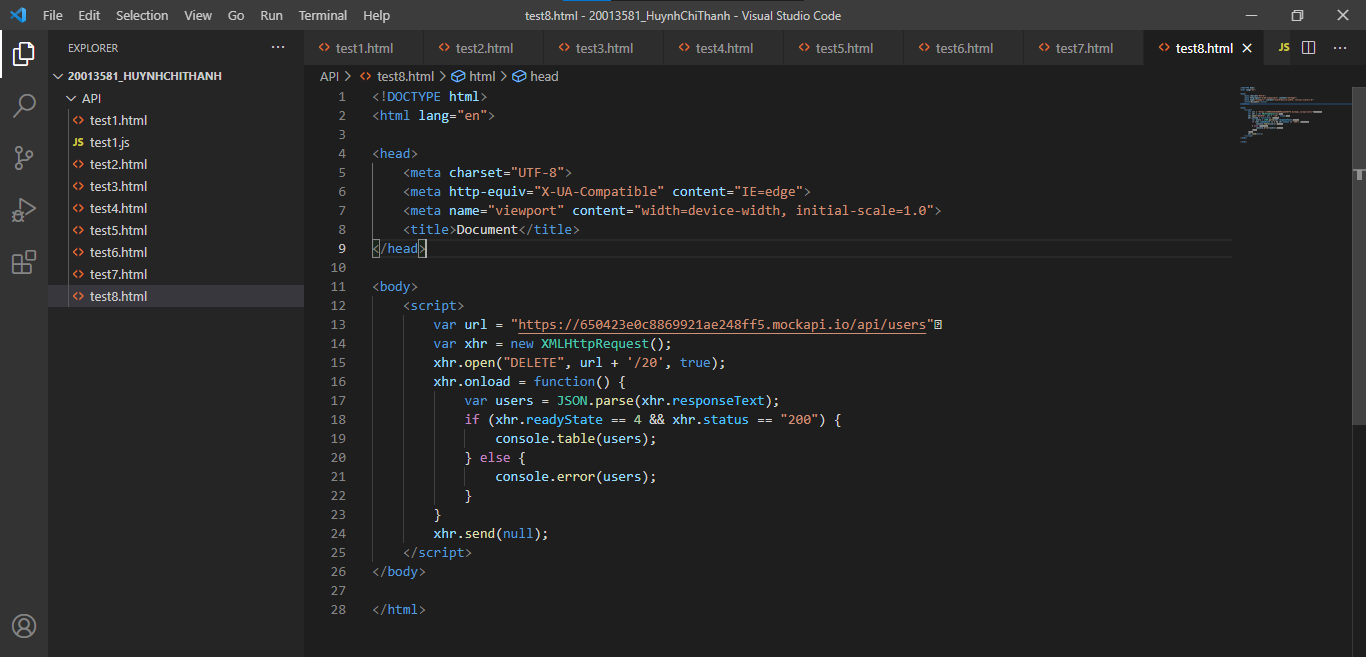 File Edit Selection View Go Run Terminal Help test8.html - 20013581_HuynhChiThanh - Visual Studio Code
EXPLORER
20013581_HUYNHCHITHANH
API
test1.html
JS test1.js
test2.html
test3.html
test4.html
test5.html
test6.html
test7.html
test8.html
test1.html test2.html test3.html test4.html test5.html test6.html test7.html test8.html JS
API > test8.html > html > head
1 <!DOCTYPE html>
2 <html lang="en">
3
4 <head>
5 <meta charset="UTF-8">
6 <meta http-equiv="X-UA-Compatible" content="IE=edge">
7 <meta name="viewport" content="width=device-width, initial-scale=1.0">
8 <title>Document</title>
9 </head>
10
11 <body>
12 <script>
13 var url = "https://650423e0c8869921ae248ff5.mockapi.io/api/users"
14 var xhr = new XMLHttpRequest();
15 xhr.open("DELETE", url + '/20', true);
16 xhr.onload = function() {
17 var users = JSON.parse(xhr.responseText);
18 if (xhr.readyState == 4 && xhr.status == "200") {
19 console.table(users);
20 } else {
21 console.error(users);
22 }
23 }
24 xhr.send(null);
25 </script>
26 </body>
27
28 </html>